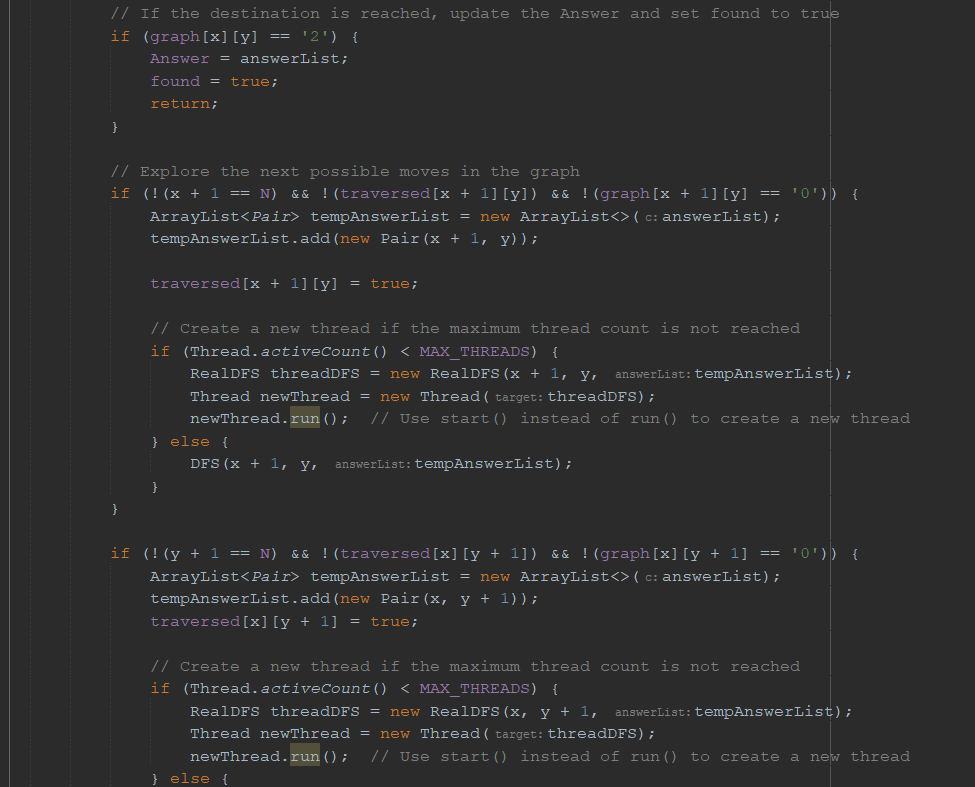 // If the destination is reached, update the Answer and set found to true
if (graph[x][y] == '2') {
    Answer = answerList;
    found = true;
    return;
}

// Explore the next possible moves in the graph
if (!(x + 1 == N) && !(traversed[x + 1][y]) && !(graph[x + 1][y] == '0')) {
    ArrayList<Pair> tempAnswerList = new ArrayList<>( c: answerList);
    tempAnswerList.add(new Pair(x + 1, y));

    traversed[x + 1][y] = true;

    // Create a new thread if the maximum thread count is not reached
    if (Thread.activeCount() < MAX_THREADS) {
        RealDFS threadDFS = new RealDFS(x + 1, y,  answerList: tempAnswerList);
        Thread newThread = new Thread( target: threadDFS);
        newThread.run();  // Use start() instead of run() to create a new thread
    } else {
        DFS(x + 1, y,  answerList: tempAnswerList);
    }
}

if (!(y + 1 == N) && !(traversed[x][y + 1]) && !(graph[x][y + 1] == '0')) {
    ArrayList<Pair> tempAnswerList = new ArrayList<>( c: answerList);
    tempAnswerList.add(new Pair(x, y + 1));
    traversed[x][y + 1] = true;

    // Create a new thread if the maximum thread count is not reached
    if (Thread.activeCount() < MAX_THREADS) {
        RealDFS threadDFS = new RealDFS(x, y + 1,  answerList: tempAnswerList);
        Thread newThread = new Thread( target: threadDFS);
        newThread.run();  // Use start() instead of run() to create a new thread
    } else {